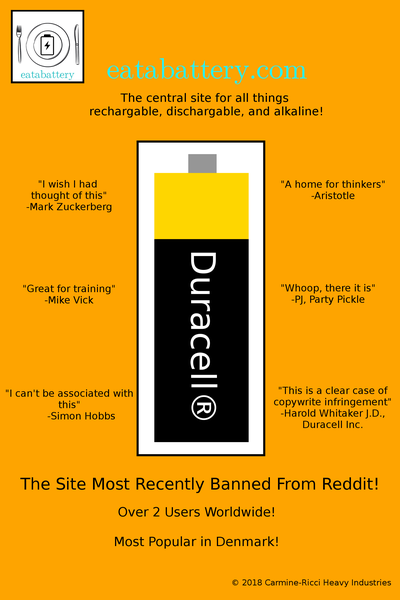 eatabattery
eatabattery.com
The central site for all things
rechargable, dischargable, and alkaline!
"I wish I had
thought of this"
-Mark Zuckerberg
"A home for thinkers"
-Aristotle
"Great for training"
-Mike Vick
"Whoop, there it is"
-PJ, Party Pickle
"I can't be associated with
this"
-Simon Hobbs
"This is a clear case of
copywrite infringement"
-Harold Whitaker J.D.,
Duracell Inc.
Duracell®
The Site Most Recently Banned From Reddit!
Over 2 Users Worldwide!
Most Popular in Denmark!
© 2018 Carmine-Ricci Heavy Industries